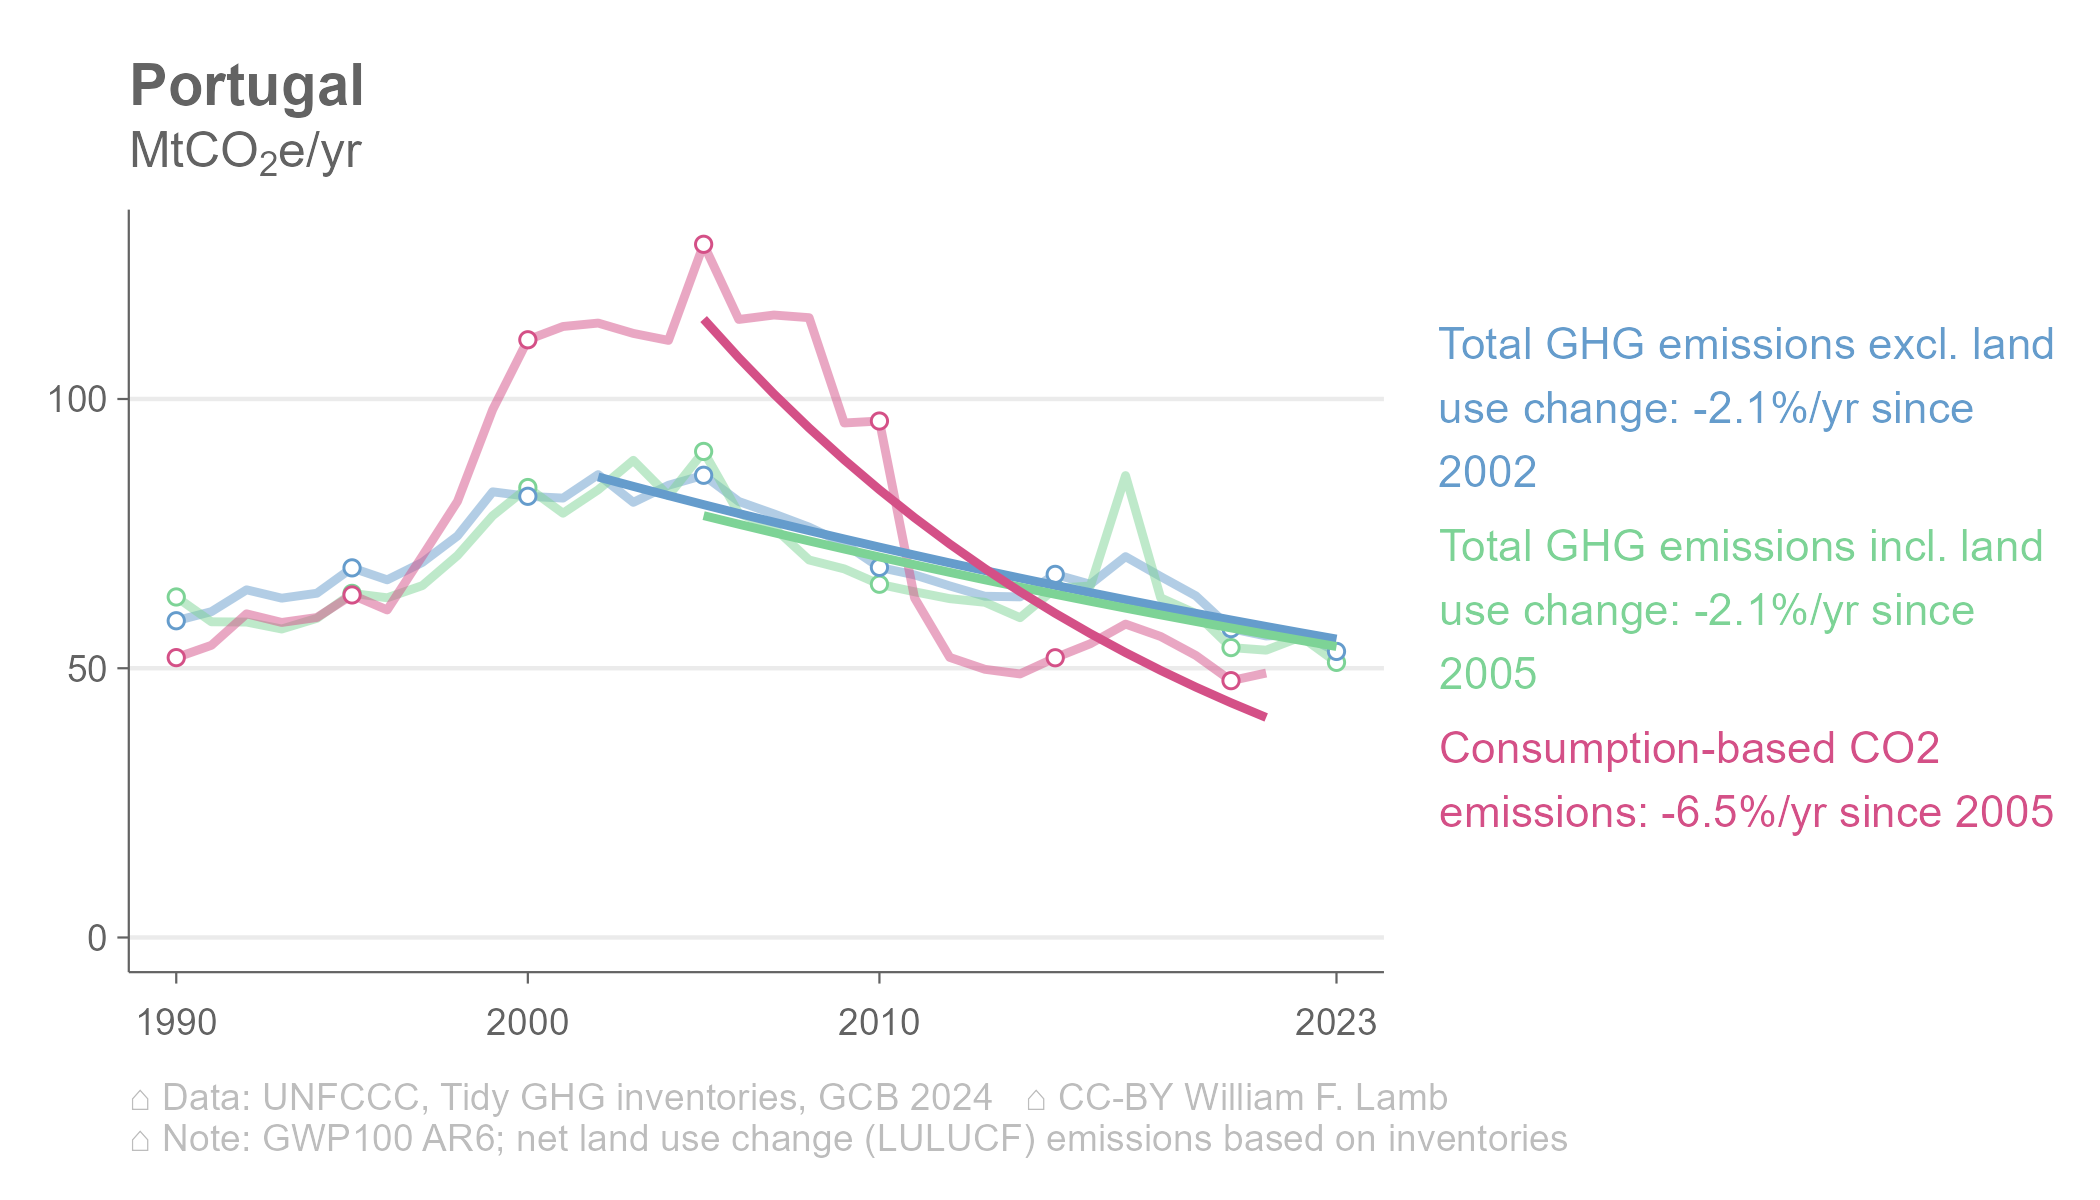 Portugal
MtCO₂e/yr
100
50
0
1990 2000 2010 2023
Total GHG emissions excl. land
use change: -2.1%/yr since
2002
Total GHG emissions incl. land
use change: -2.1%/yr since
2005
Consumption-based CO2
emissions: -6.5%/yr since 2005
⌂ Data: UNFCCC, Tidy GHG inventories, GCB 2024 ⌂ CC-BY William F. Lamb
⌂ Note: GWP100 AR6; net land use change (LULUCF) emissions based on inventories